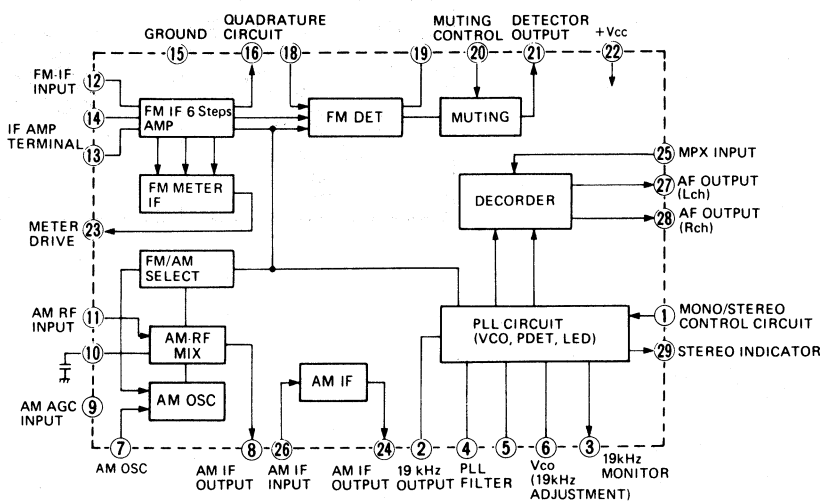 QUADRATURE
CIRCUIT
MUTING
CONTROL
DETECTOR
OUTPUT
GROUND
+Vcc
15
16
18
19
20
21
22
FM-IF
INPUT
12
14
IF AMP
TERMINAL
13
FM IF 6 Steps
AMP
FM DET
MUTING
25
MPX INPUT
FM METER
IF
DECORDER
27
AF OUTPUT
(Lch)
28
AF OUTPUT
(Rch)
METER
DRIVE
23
FM/AM
SELECT
AM RF
INPUT
11
10
AM·RF
MIX
PLL CIRCUIT
(VCO, PDET, LED)
1
MONO/STEREO
CONTROL CIRCUIT
29
STEREO INDICATOR
AM AGC
INPUT
9
AM OSC
AM IF
7
8
26
24
2
4
5
6
3
AM OSC
AM IF
OUTPUT
AM IF
INPUT
AM IF
OUTPUT
19 kHz
OUTPUT
PLL
FILTER
Vco
(19kHz
ADJUSTMENT)
19kHz
MONITOR